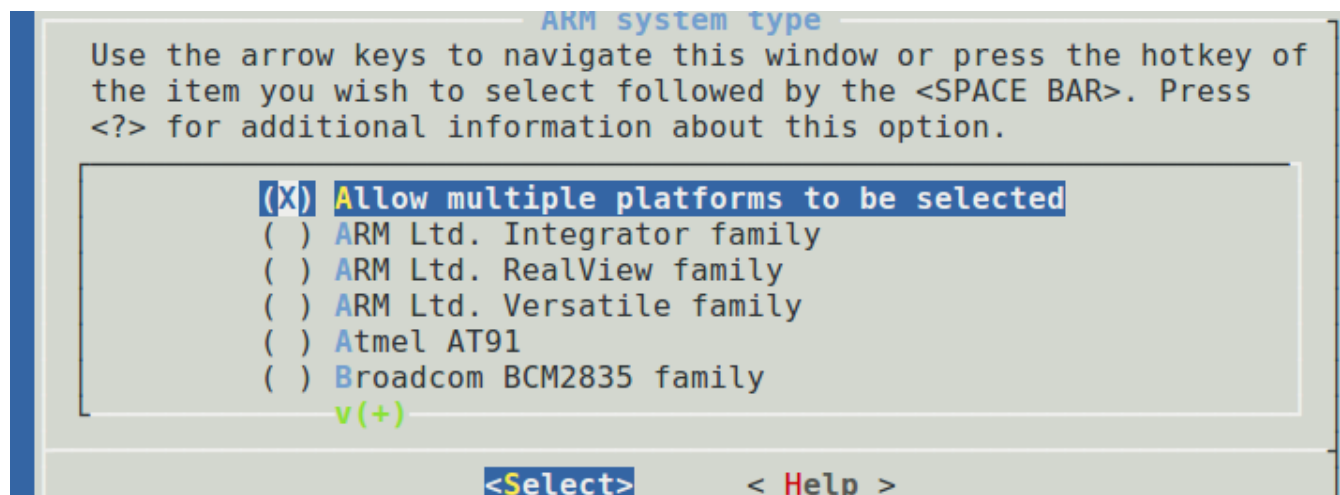 ARM system type
Use the arrow keys to navigate this window or press the hotkey of
the item you wish to select followed by the <SPACE BAR>. Press
<?> for additional information about this option.
(X) Allow multiple platforms to be selected
( ) ARM Ltd. Integrator family
( ) ARM Ltd. RealView family
( ) ARM Ltd. Versatile family
( ) Atmel AT91
( ) Broadcom BCM2835 family
v(+)
<Select> < Help >